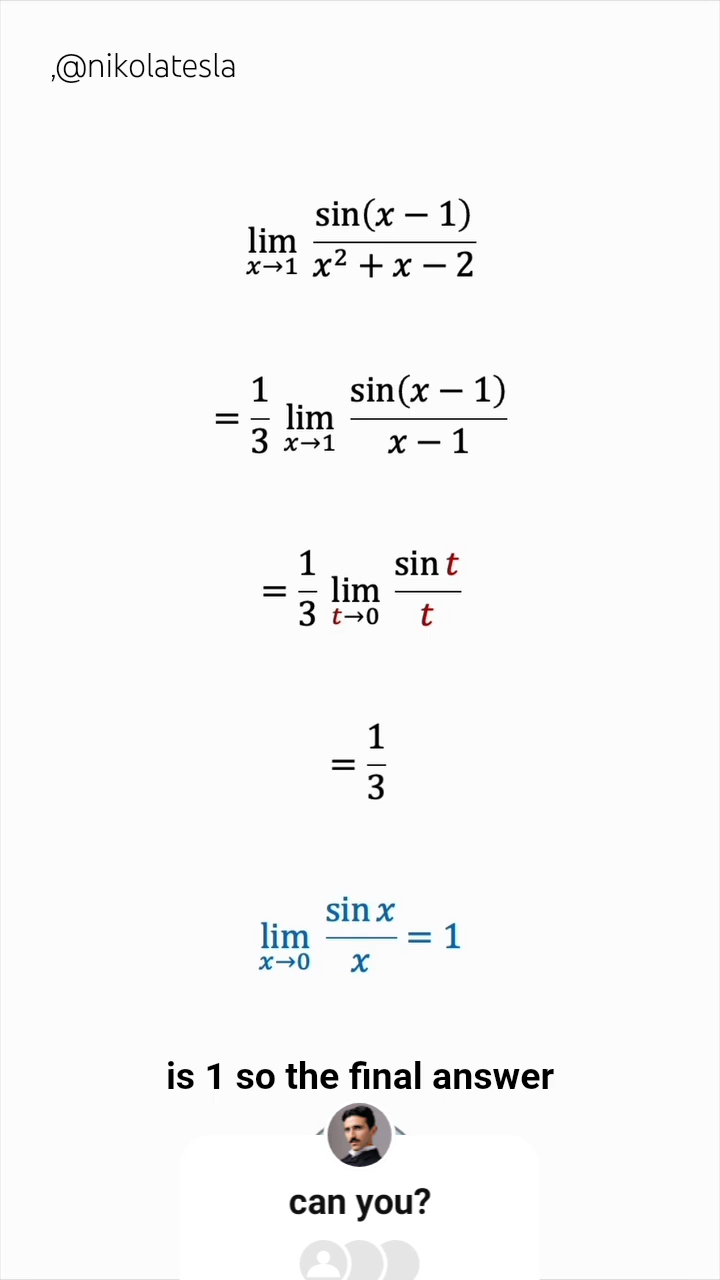 ,@nikolatesla
lim x→1 sin(x − 1) / x² + x − 2
= 1/3 lim x→1 sin(x − 1) / x − 1
= 1/3 lim t→0 sin t / t
= 1/3
lim x→0 sin x / x = 1
is 1 so the final answer
can you?